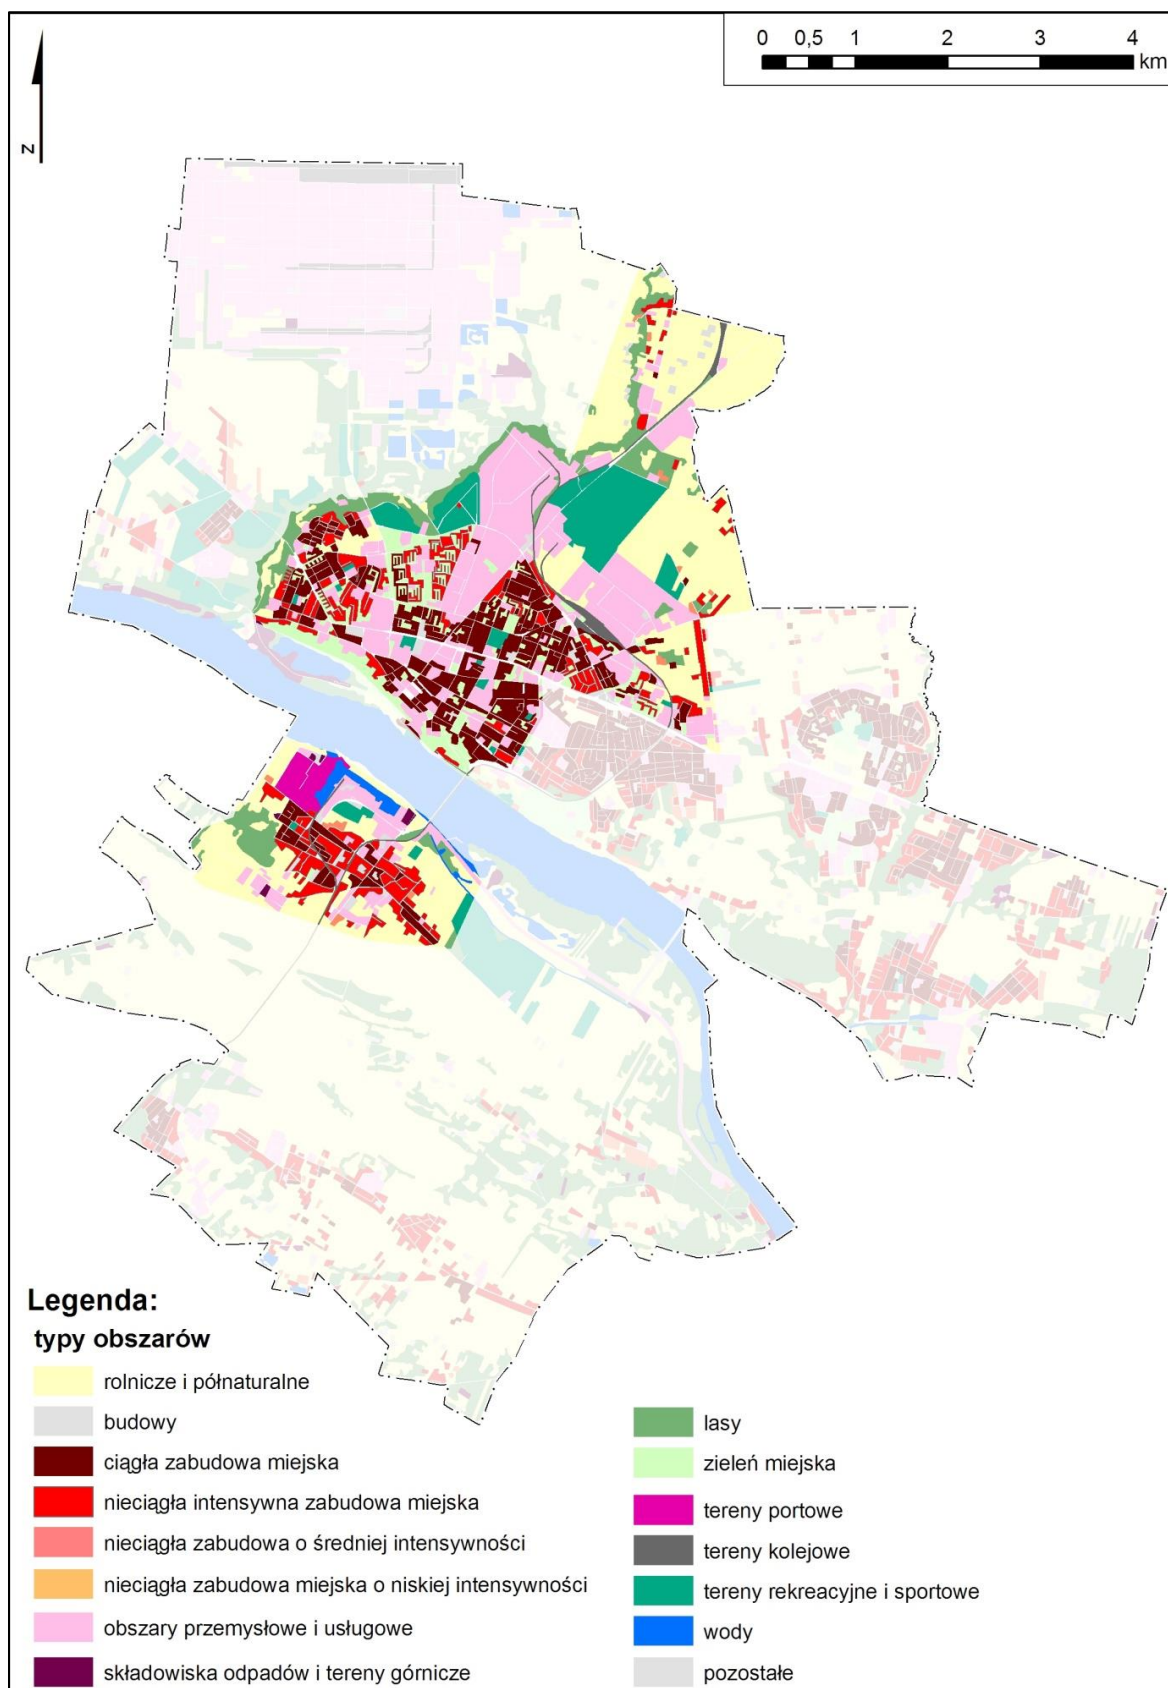 0 0,5 1 2 3 4
km
N
Legenda:
typy obszarów
rolnicze i półnaturalne
budowy
ciągła zabudowa miejska
nieciągła intensywna zabudowa miejska
nieciągła zabudowa o średniej intensywności
nieciągła zabudowa miejska o niskiej intensywności
obszary przemysłowe i usługowe
składowiska odpadów i tereny górnicze
lasy
zieleń miejska
tereny portowe
tereny kolejowe
tereny rekreacyjne i sportowe
wody
pozostałe